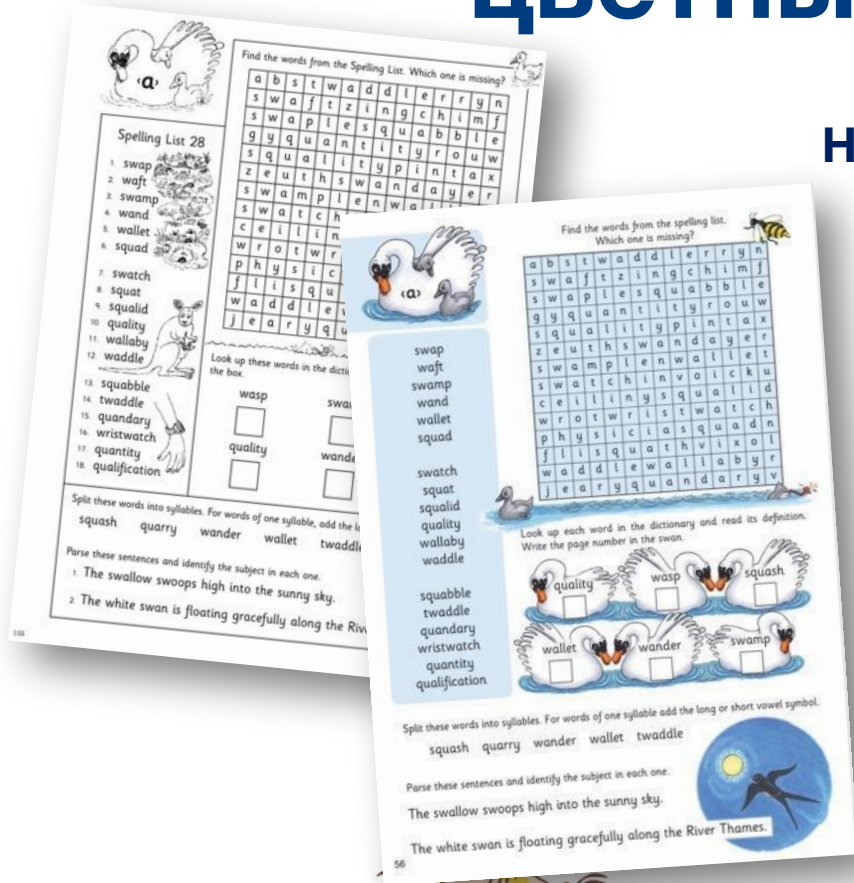 ЦВЕТНЫ
Н
‹a›
Spelling List 28
1. swap
2. waft
3. swamp
4. wand
5. wallet
6. squad
7. swatch
8. squat
9. squalid
10. quality
11. wallaby
12. waddle
13. squabble
14. twaddle
15. quandary
16. wristwatch
17. quantity
18. qualification
Find the words from the Spelling List. Which one is missing?
a b s t w a d d l e r r y n
s w a f t z i n g c h i m f
s w a p l e s q u a b b l e
g y q u a n t i t y r o u w
s q u a l i t y p i n t a x
z e u t h s w a n d a y e r
s w a m p l e n w a l l
s w a t c h
c e i l i n
w r o t w r
p h y s i c
f l i s q u
w a d d l e
j e a r y q
Look up these words in the dicti
the box.
wasp swa
quality wande
Split these words into syllables. For words of one syllable, add the l
squash quarry wander wallet twaddle
Parse these sentences and identify the subject in each one.
1. The swallow swoops high into the sunny sky.
2. The white swan is floating gracefully along the Riv
‹a›
swap
waft
swamp
wand
wallet
squad
swatch
squat
squalid
quality
wallaby
waddle
squabble
twaddle
quandary
wristwatch
quantity
qualification
Find the words from the spelling list.
Which one is missing?
a b s t w a d d l e r r y n
s w a f t z i n g c h i m f
s w a p l e s q u a b b l e
g y q u a n t i t y r o u w
s q u a l i t y p i n t a x
z e u t h s w a n d a y e r
s w a m p l e n w a l l e t
s w a t c h i n v o i c k u
c e i l i n y s q u a l i d
w r o t w r i s t w a t c h
p h y s i c i a s q u a d n
f l i s q u a t h v i x o l
w a d d l e w a l l a b y r
j e a r y q u a n d a r y v
Look up each word in the dictionary and read its definition.
Write the page number in the swan.
quality wasp squash
wallet wander swamp
Split these words into syllables. For words of one syllable add the long or short vowel symbol.
squash quarry wander wallet twaddle
Parse these sentences and identify the subject in each one.
The swallow swoops high into the sunny sky.
The white swan is floating gracefully along the River Thames.
56